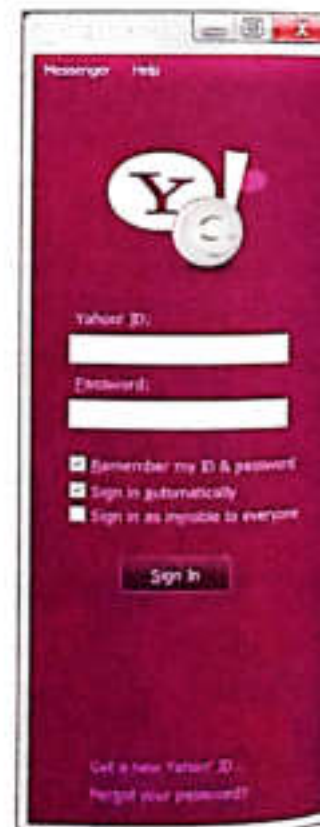 Messenger Help
Y!
Yahoo! ID:
Password:
Remember my ID & password
Sign in automatically
Sign in as invisible to everyone
Sign In
Get a new Yahoo! ID...
Forgot your password?